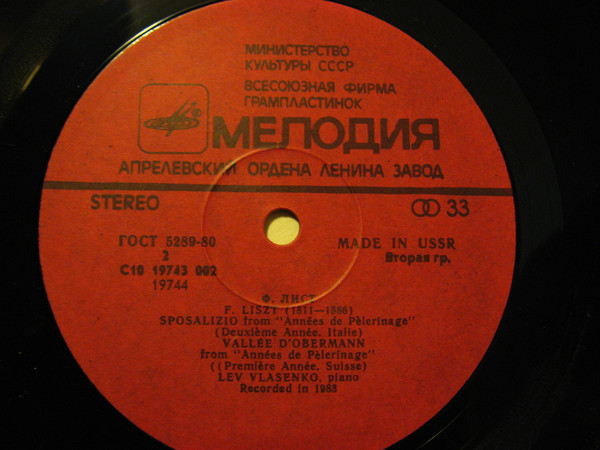 МИНИСТЕРСТВО
КУЛЬТУРЫ СССР
ВСЕСОЮЗНАЯ ФИРМА
ГРАМПЛАСТИНОК
МЕЛОДИЯ
АПРЕЛЕВСКИЙ ОРДЕНА ЛЕНИНА ЗАВОД
STEREO
33
ГОСТ 5289-80
MADE IN USSR
2
Вторая гр.
С10 19743 002
19744
Ф. ЛИСТ
F. LISZT (1811—1886)
SPOSALIZIO from "Années de Pèlerinage"
(Deuxième Année. Italie)
VALLÉE D'OBERMANN
from "Années de Pèlerinage"
((Première Année. Suisse)
LEV VLASENKO, piano
Recorded in 1983